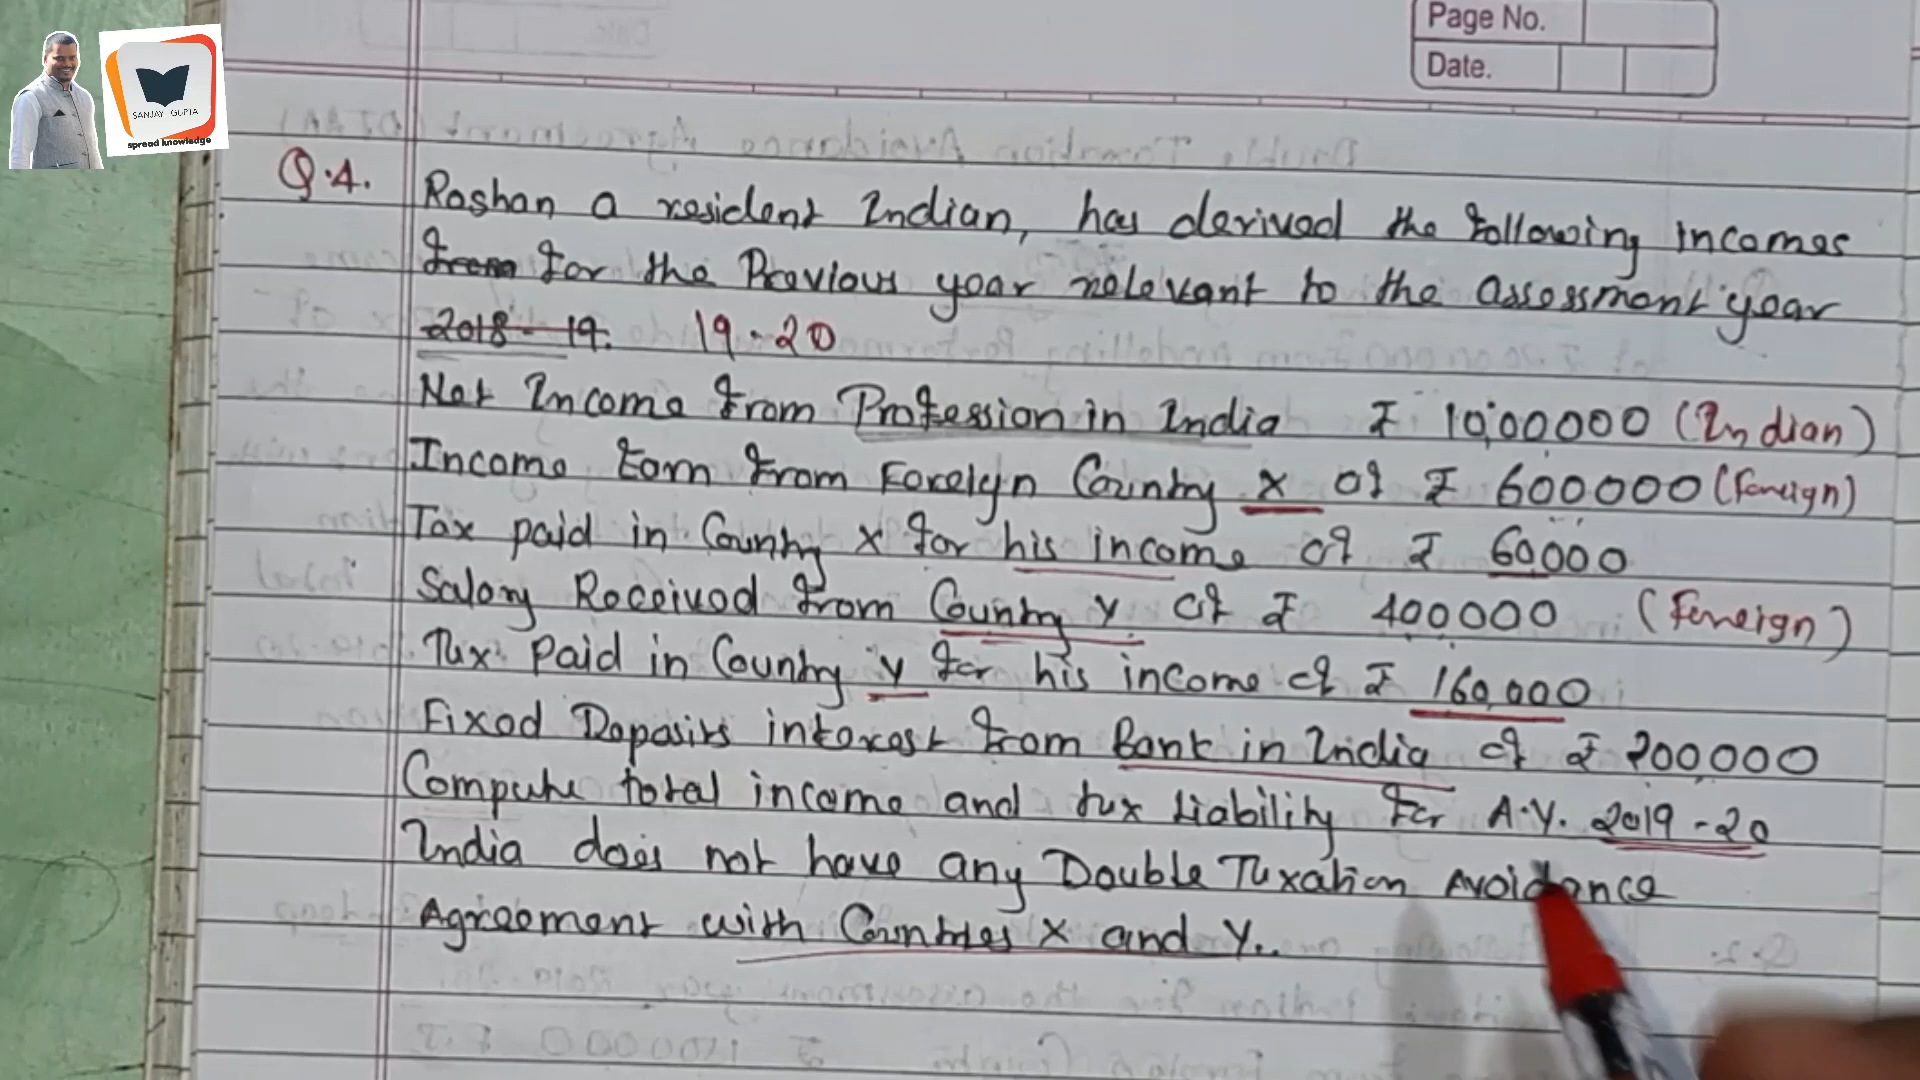 Page No.
Date.
SANJAY GUPTA
spread knowledge
Q.4. Roshan a resident Indian, has derived the following incomes
from for the Previous year relevant to the assessment year
2018-19. 19-20
Net Income from Profession in India ₹ 10,00000 (Indian)
Income Earn from Foreign Country X of ₹ 600000 (Foreign)
Tax paid in Country X for his income of ₹ 60000
Salary Received from Country Y of ₹ 400000 (Foreign)
Tax Paid in Country Y for his income of ₹ 160,000
Fixed Deposits interest from Bank in India of ₹ 200000
Compute total income and tax liability for A.Y. 2019-20
India does not have any Double Taxation Avoidance
Agreement with Countries X and Y.